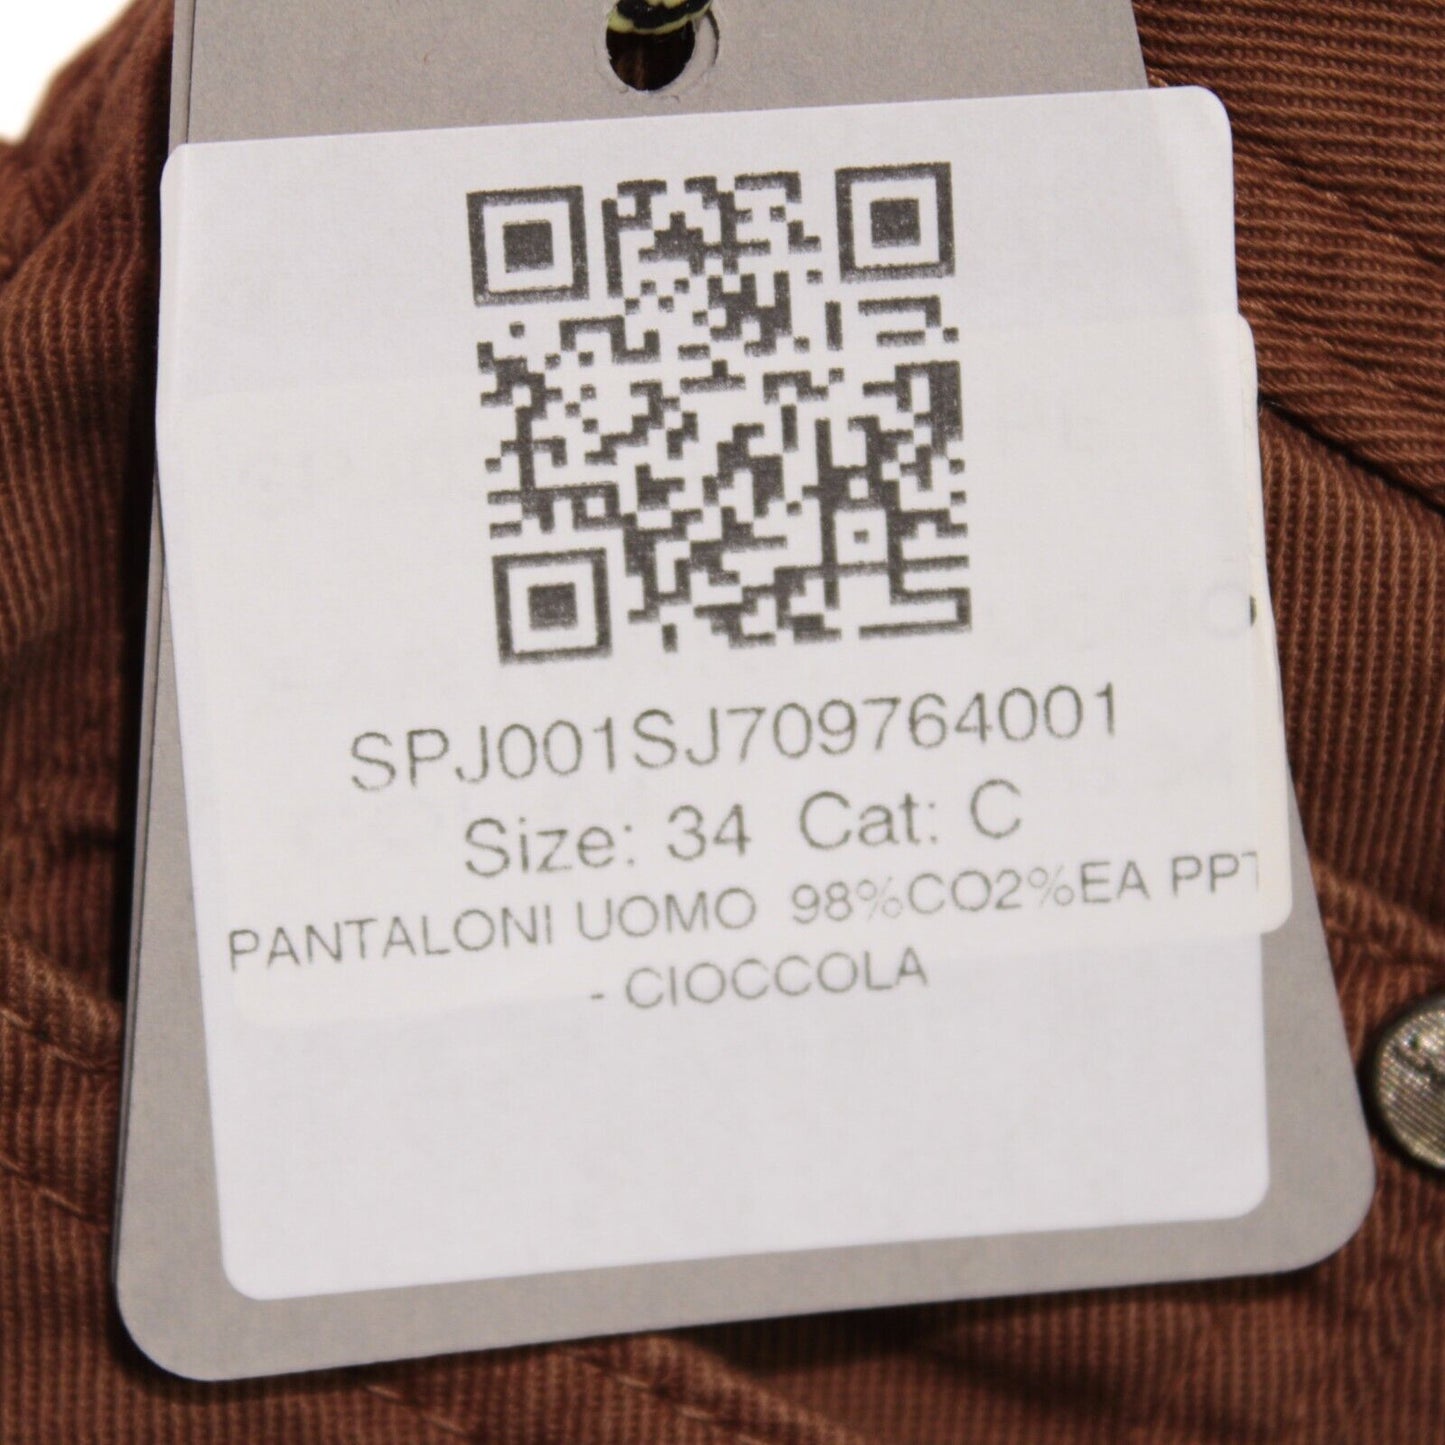 SPJ001SJ709764001
Size: 34 Cat: C
PANTALONI UOMO 98%CO2%EA PPT
- CIOCCOLA